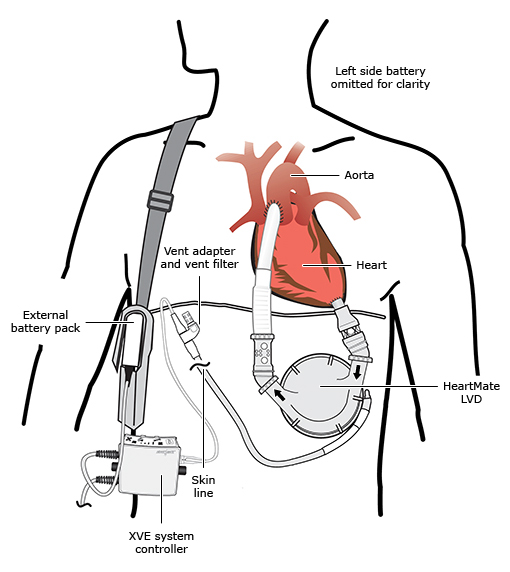 Left side battery
omitted for clarity
Aorta
Vent adapter
and vent filter
Heart
External
battery pack
HeartMate
LVD
Skin
line
XVE system
controller